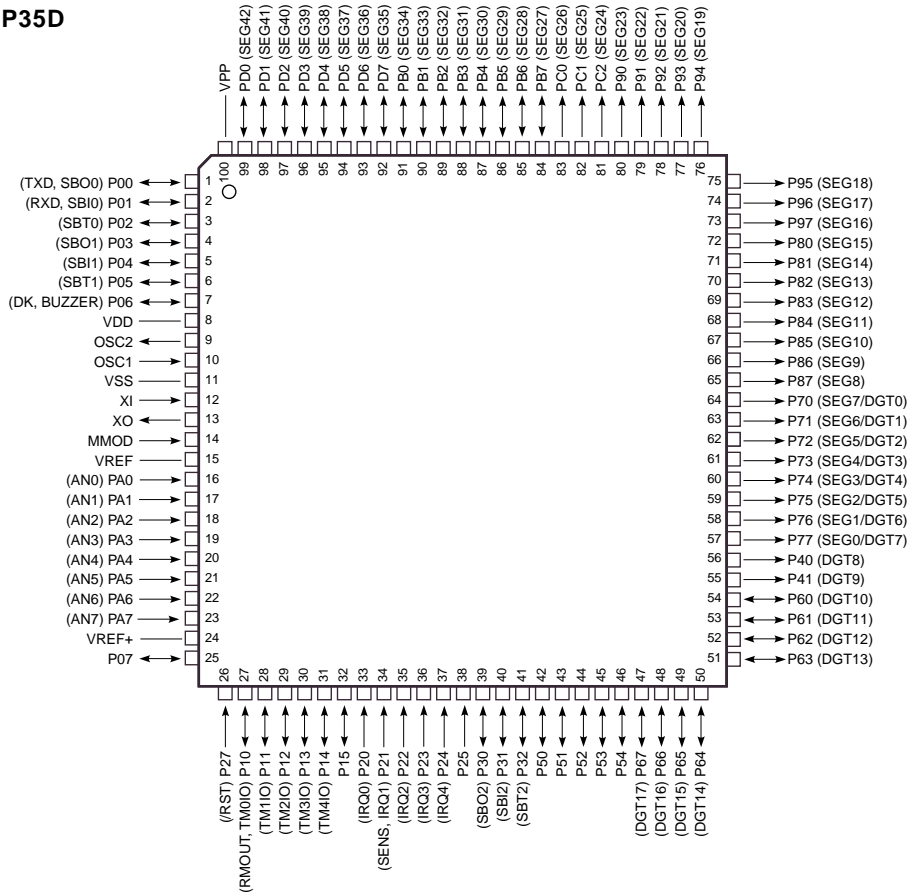 P35D
VPP
PD0 (SEG42)
PD1 (SEG41)
PD2 (SEG40)
PD3 (SEG39)
PD4 (SEG38)
PD5 (SEG37)
PD6 (SEG36)
PD7 (SEG35)
PB0 (SEG34)
PB1 (SEG33)
PB2 (SEG32)
PB3 (SEG31)
PB4 (SEG30)
PB5 (SEG29)
PB6 (SEG28)
PB7 (SEG27)
PC0 (SEG26)
PC1 (SEG25)
PC2 (SEG24)
P90 (SEG23)
P91 (SEG22)
P92 (SEG21)
P93 (SEG20)
P94 (SEG19)
100 99 98 97 96 95 94 93 92 91 90 89 88 87 86 85 84 83 82 81 80 79 78 77 76
(TXD, SBO0) P00 1
(RXD, SBI0) P01 2
(SBT0) P02 3
(SBO1) P03 4
(SBI1) P04 5
(SBT1) P05 6
(DK, BUZZER) P06 7
VDD 8
OSC2 9
OSC1 10
VSS 11
XI 12
XO 13
MMOD 14
VREF 15
(AN0) PA0 16
(AN1) PA1 17
(AN2) PA2 18
(AN3) PA3 19
(AN4) PA4 20
(AN5) PA5 21
(AN6) PA6 22
(AN7) PA7 23
VREF+ 24
P07 25
75 P95 (SEG18)
74 P96 (SEG17)
73 P97 (SEG16)
72 P80 (SEG15)
71 P81 (SEG14)
70 P82 (SEG13)
69 P83 (SEG12)
68 P84 (SEG11)
67 P85 (SEG10)
66 P86 (SEG9)
65 P87 (SEG8)
64 P70 (SEG7/DGT0)
63 P71 (SEG6/DGT1)
62 P72 (SEG5/DGT2)
61 P73 (SEG4/DGT3)
60 P74 (SEG3/DGT4)
59 P75 (SEG2/DGT5)
58 P76 (SEG1/DGT6)
57 P77 (SEG0/DGT7)
56 P40 (DGT8)
55 P41 (DGT9)
54 P60 (DGT10)
53 P61 (DGT11)
52 P62 (DGT12)
51 P63 (DGT13)
26 27 28 29 30 31 32 33 34 35 36 37 38 39 40 41 42 43 44 45 46 47 48 49 50
(/RST) P27
(RMOUT, TM0IO) P10
(TM1IO) P11
(TM2IO) P12
(TM3IO) P13
(TM4IO) P14
P15
(IRQ0) P20
(SENS, IRQ1) P21
(IRQ2) P22
(IRQ3) P23
(IRQ4) P24
P25
(SBO2) P30
(SBI2) P31
(SBT2) P32
P50
P51
P52
P53
P54
(DGT17) P67
(DGT16) P66
(DGT15) P65
(DGT14) P64